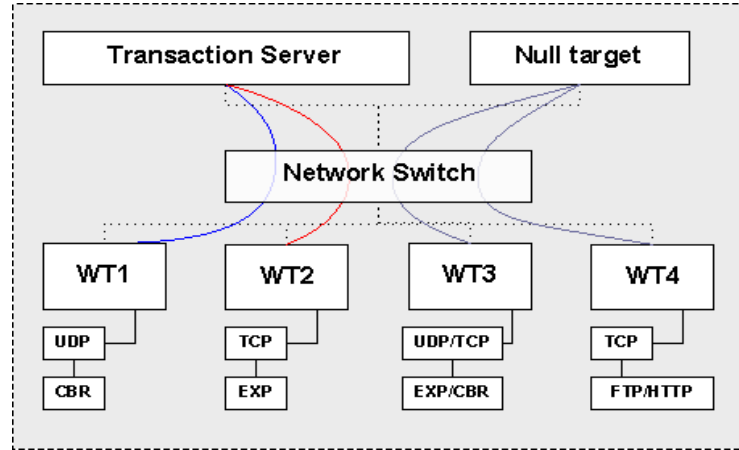 Transaction Server
Null target
Network Switch
WT1
WT2
WT3
WT4
UDP
TCP
UDP/TCP
TCP
CBR
EXP
EXP/CBR
FTP/HTTP